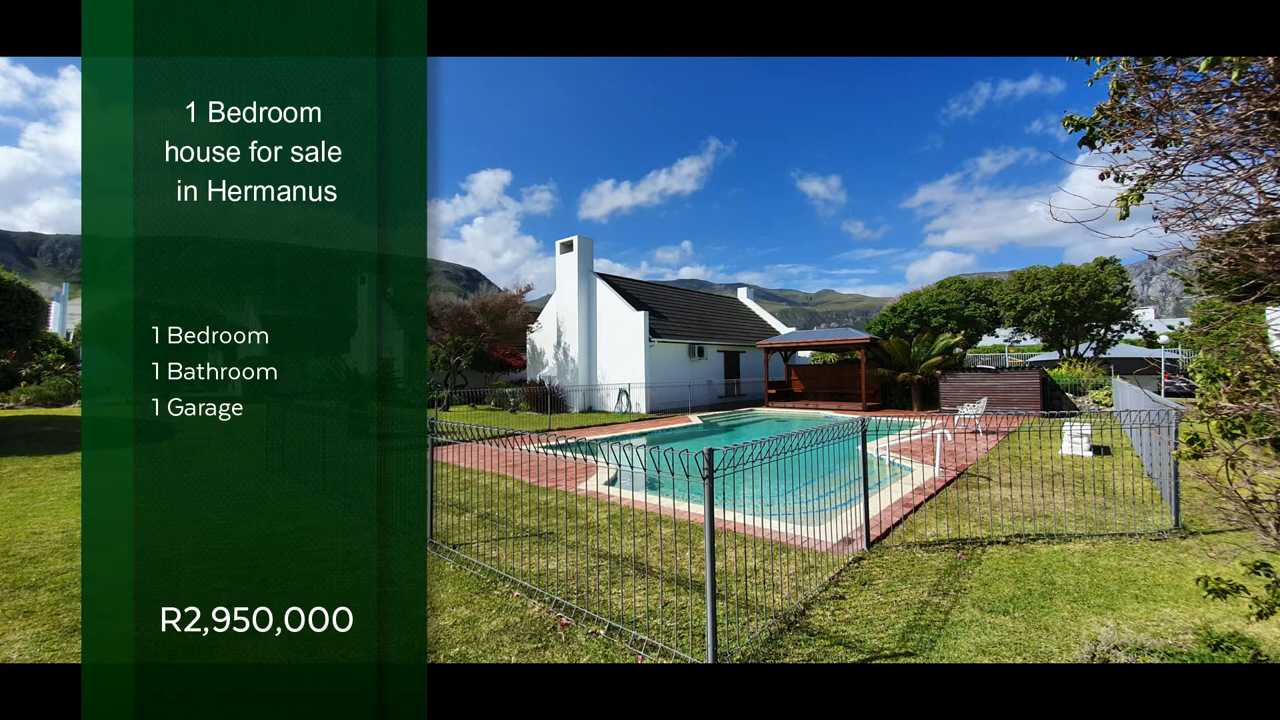 1 Bedroom
house for sale
in Hermanus
1 Bedroom
1 Bathroom
1 Garage
R2,950,000